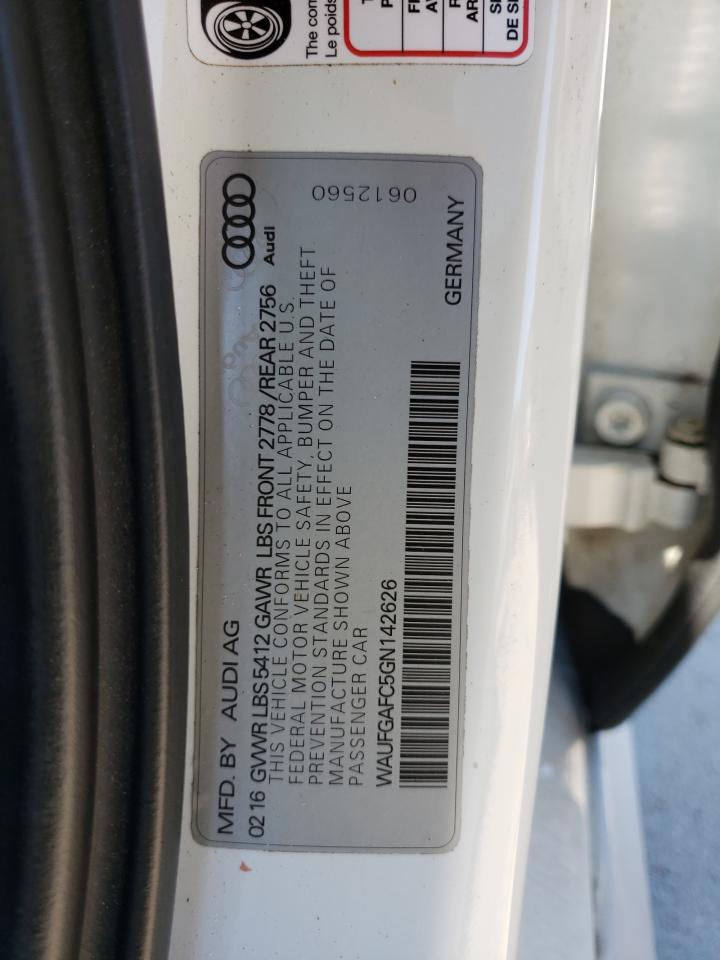 MFD. BY AUDI AG
02 16 GVWR LBS 5412 GAWR LBS FRONT 2778/REAR 2756
THIS VEHICLE CONFORMS TO ALL APPLICABLE U.S.
FEDERAL MOTOR VEHICLE SAFETY, BUMPER AND THEFT
PREVENTION STANDARDS IN EFFECT ON THE DATE OF
MANUFACTURE SHOWN ABOVE
PASSENGER CAR
WAUFGAFC5GN142626
Audi
GERMANY
0612560
The com
Le poids